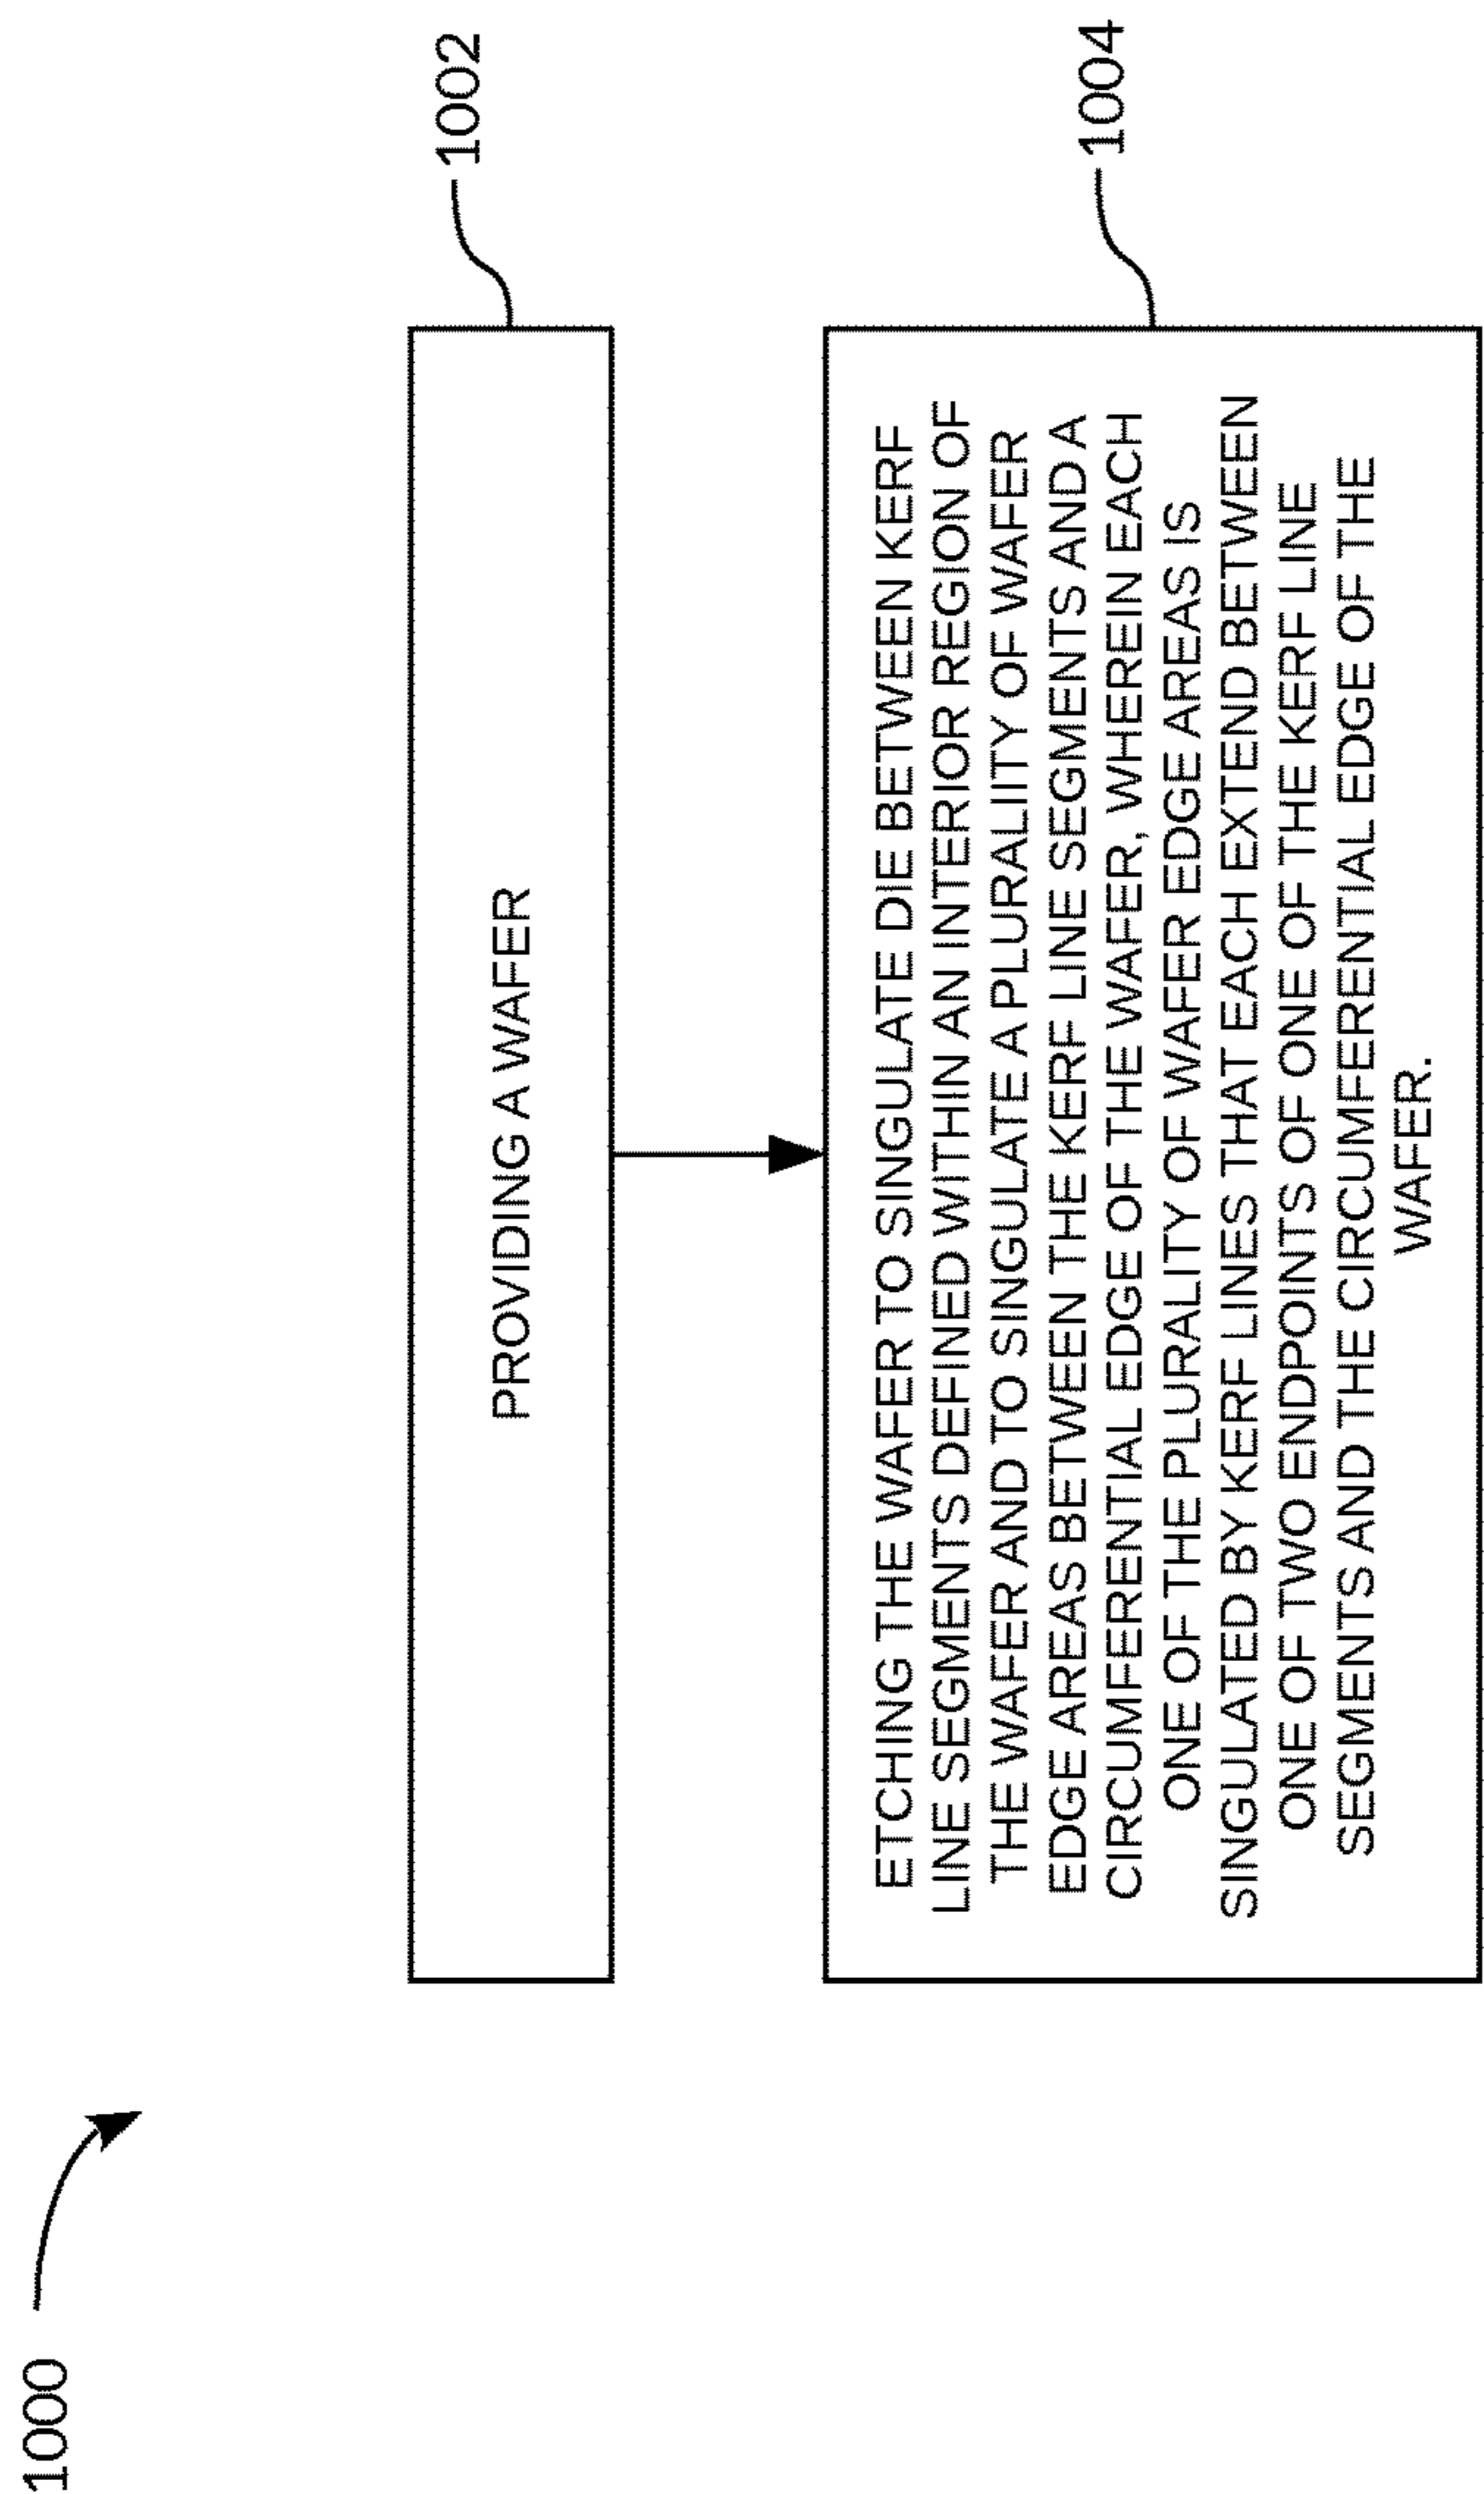 1000
1002
PROVIDING A WAFER
1004
ETCHING THE WAFER TO SINGULATE DIE BETWEEN KERF
LINE SEGMENTS DEFINED WITHIN AN INTERIOR REGION OF
THE WAFER AND TO SINGULATE A PLURALITY OF WAFER
EDGE AREAS BETWEEN THE KERF LINE SEGMENTS AND A
CIRCUMFERENTIAL EDGE OF THE WAFER, WHEREIN EACH
ONE OF THE PLURALITY OF WAFER EDGE AREAS IS
SINGULATED BY KERF LINES THAT EACH EXTEND BETWEEN
ONE OF TWO ENDPOINTS OF ONE OF THE KERF LINE
SEGMENTS AND THE CIRCUMFERENTIAL EDGE OF THE
WAFER.